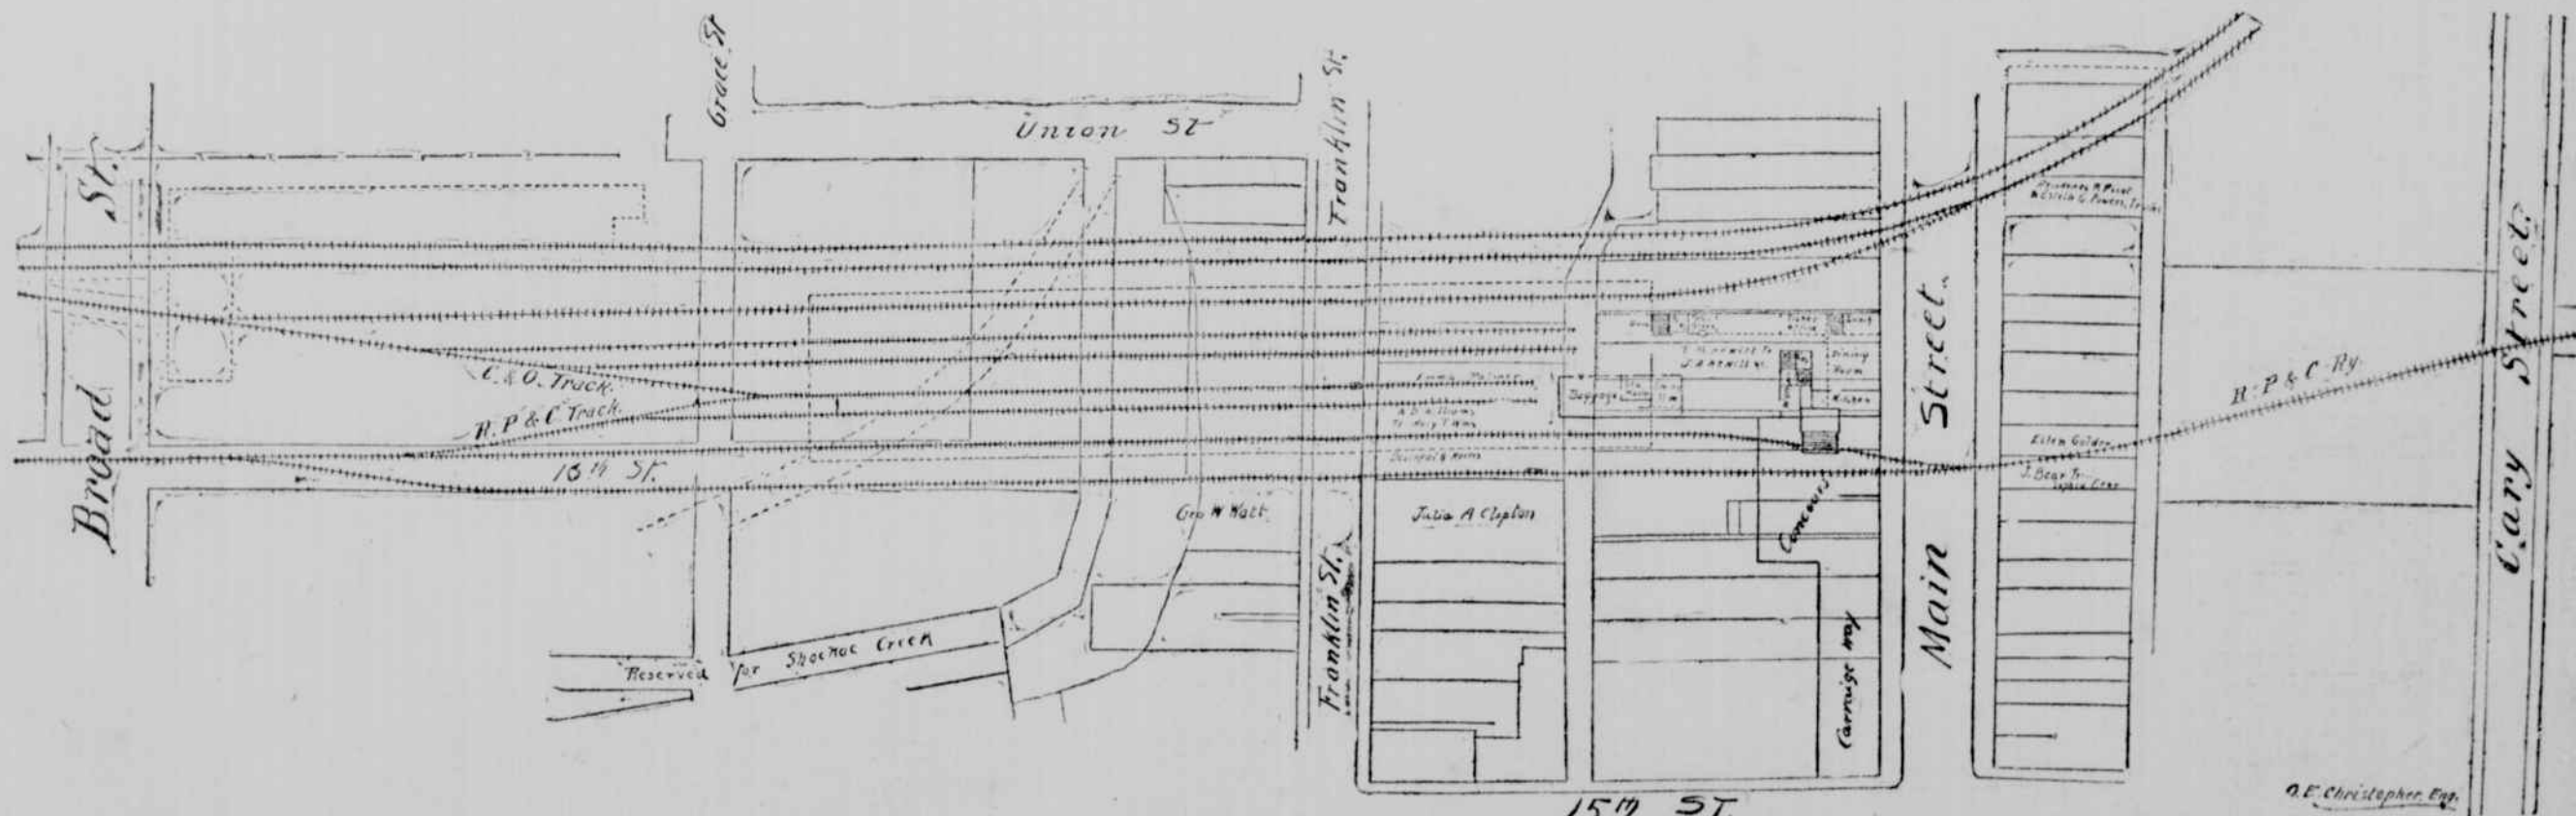 Broad St.
Grace St
Union St
Franklin St.
C. & O. Track.
R. P & C Track.
16th St.
Reserved for Shockoe Creek
Geo W Watt
Franklin St.
Julia A Clopton
Baggage
Dining
Room
Kitchen
Concourse
Carriage way
Main Street.
15th ST.
Ellen Golden
J. Bear Tr.
R. P & C Ry.
Cary Street.
O. E. Christopher, Eng.